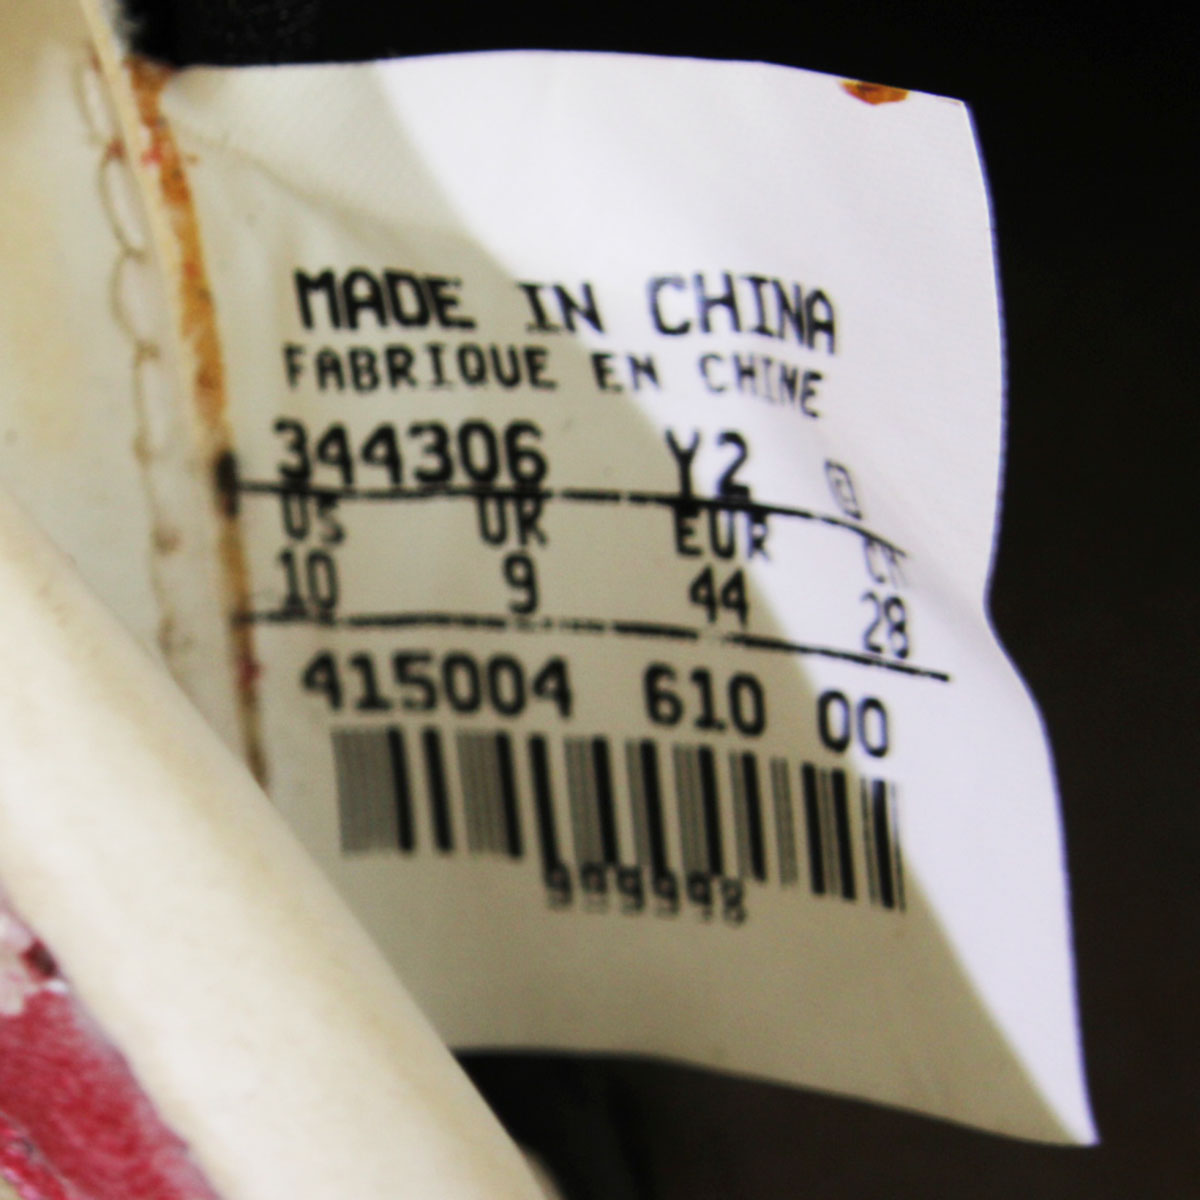 MADE IN CHINA
FABRIQUE EN CHINE
344306 Y2
US UK EUR CM
10 9 44 28
415004 610 00